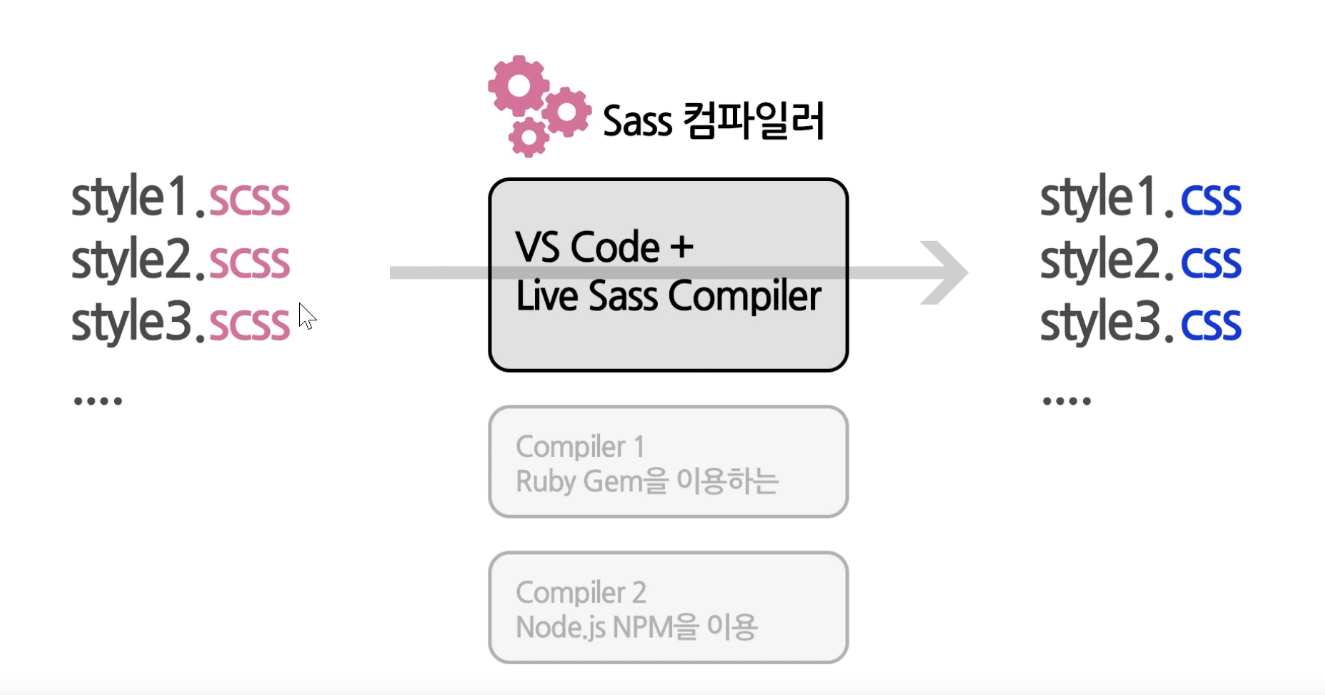 Sass 컴파일러
style1.scss
style2.scss
style3.scss
....
VS Code +
Live Sass Compiler
Compiler 1
Ruby Gem을 이용하는
Compiler 2
Node.js NPM을 이용
style1.css
style2.css
style3.css
....